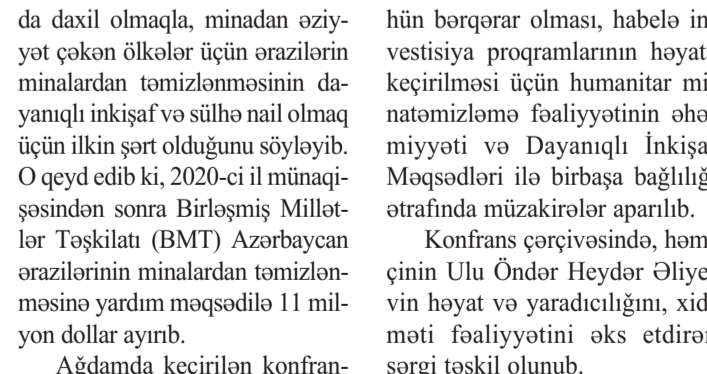 da daxil olmaqla, minadan əziy-
yət çəkən ölkələr üçün ərazilərin
minalardan təmizlənməsinin da-
yanıqlı inkişaf və sülhə nail olmaq
üçün ilkin şərt olduğunu söyləyib.
O qeyd edib ki, 2020-ci il münaqi-
şəsindən sonra Birləşmiş Millət-
lər Təşkilatı (BMT) Azərbaycan
ərazilərinin minalardan təmizlən-
məsinə yardım məqsədilə 11 mil-
yon dollar ayırıb.
Ağdamda keçirilən konfran-
hün bərqərar olması, habelə in
vestisiya proqramlarının həyat
keçirilməsi üçün humanitar mi
natəmizləmə fəaliyyətinin əhə
miyyəti və Dayanıqlı İnkişa
Məqsədləri ilə birbaşa bağlılığ
ətrafında müzakirələr aparılıb.
Konfrans çərçivəsində, həm
çinin Ulu Öndər Heydər Əliye
vin həyat və yaradıcılığını, xid
məti fəaliyyətini əks etdirən
sərgi təşkil olunub.